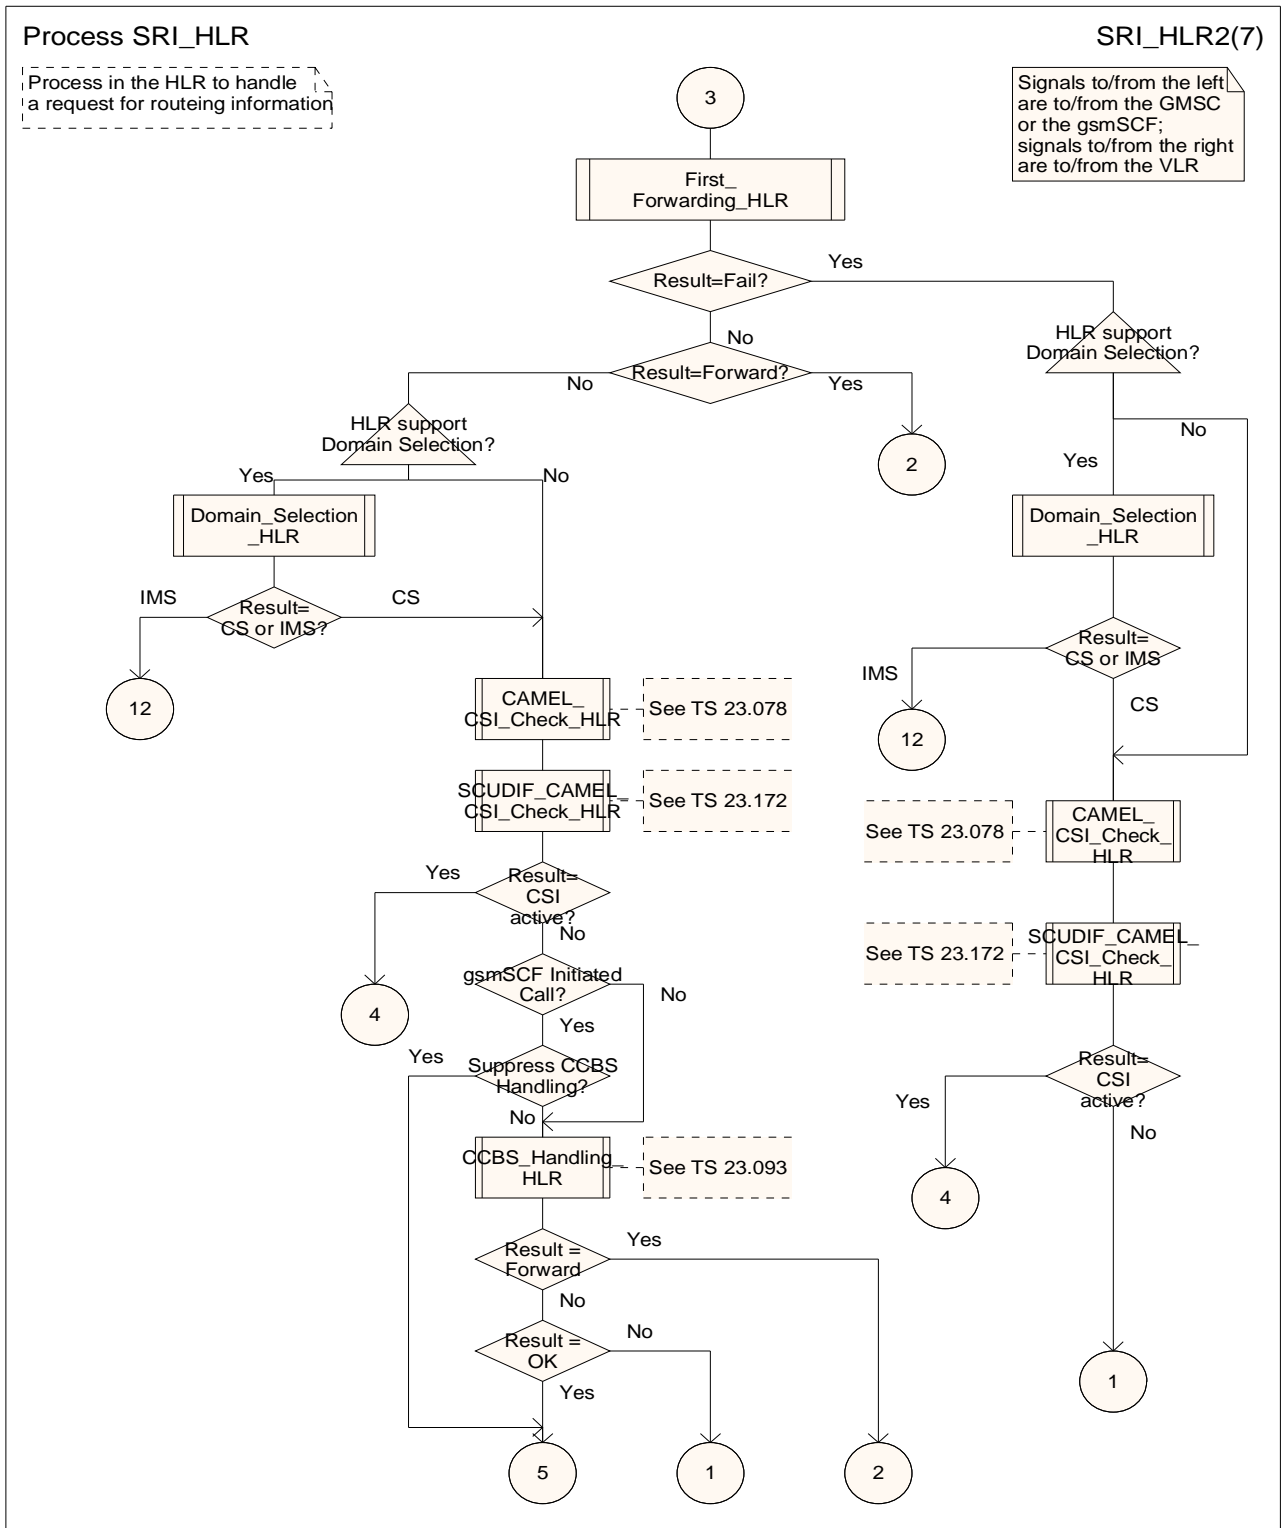 Process SRI_HLR
SRI_HLR2(7)
Process in the HLR to handle
a request for routeing information
Signals to/from the left
are to/from the GMSC
or the gsmSCF;
signals to/from the right
are to/from the VLR
3
First_
Forwarding_HLR
Result=Fail?
Yes
No
HLR support
Domain Selection?
Result=Forward?
No
Yes
HLR support
Domain Selection?
2
No
Yes
Yes
No
Domain_Selection
_HLR
Domain_Selection
_HLR
IMS
Result=
CS or IMS?
CS
Result=
CS or IMS
IMS
CS
12
CAMEL_
CSI_Check_HLR
See TS 23.078
12
SCUDIF_CAMEL_
CSI_Check_HLR
See TS 23.172
See TS 23.078
CAMEL_
CSI_Check_
HLR
Yes
Result=
CSI
active?
No
See TS 23.172
SCUDIF_CAMEL_
CSI_Check_
HLR
gsmSCF Initiated
Call?
No
4
Yes
Yes
Suppress CCBS
Handling?
No
Result=
CSI
active?
Yes
No
CCBS_Handling_
HLR
See TS 23.093
4
Result =
Forward
Yes
No
Result =
OK
No
Yes
1
5
1
2